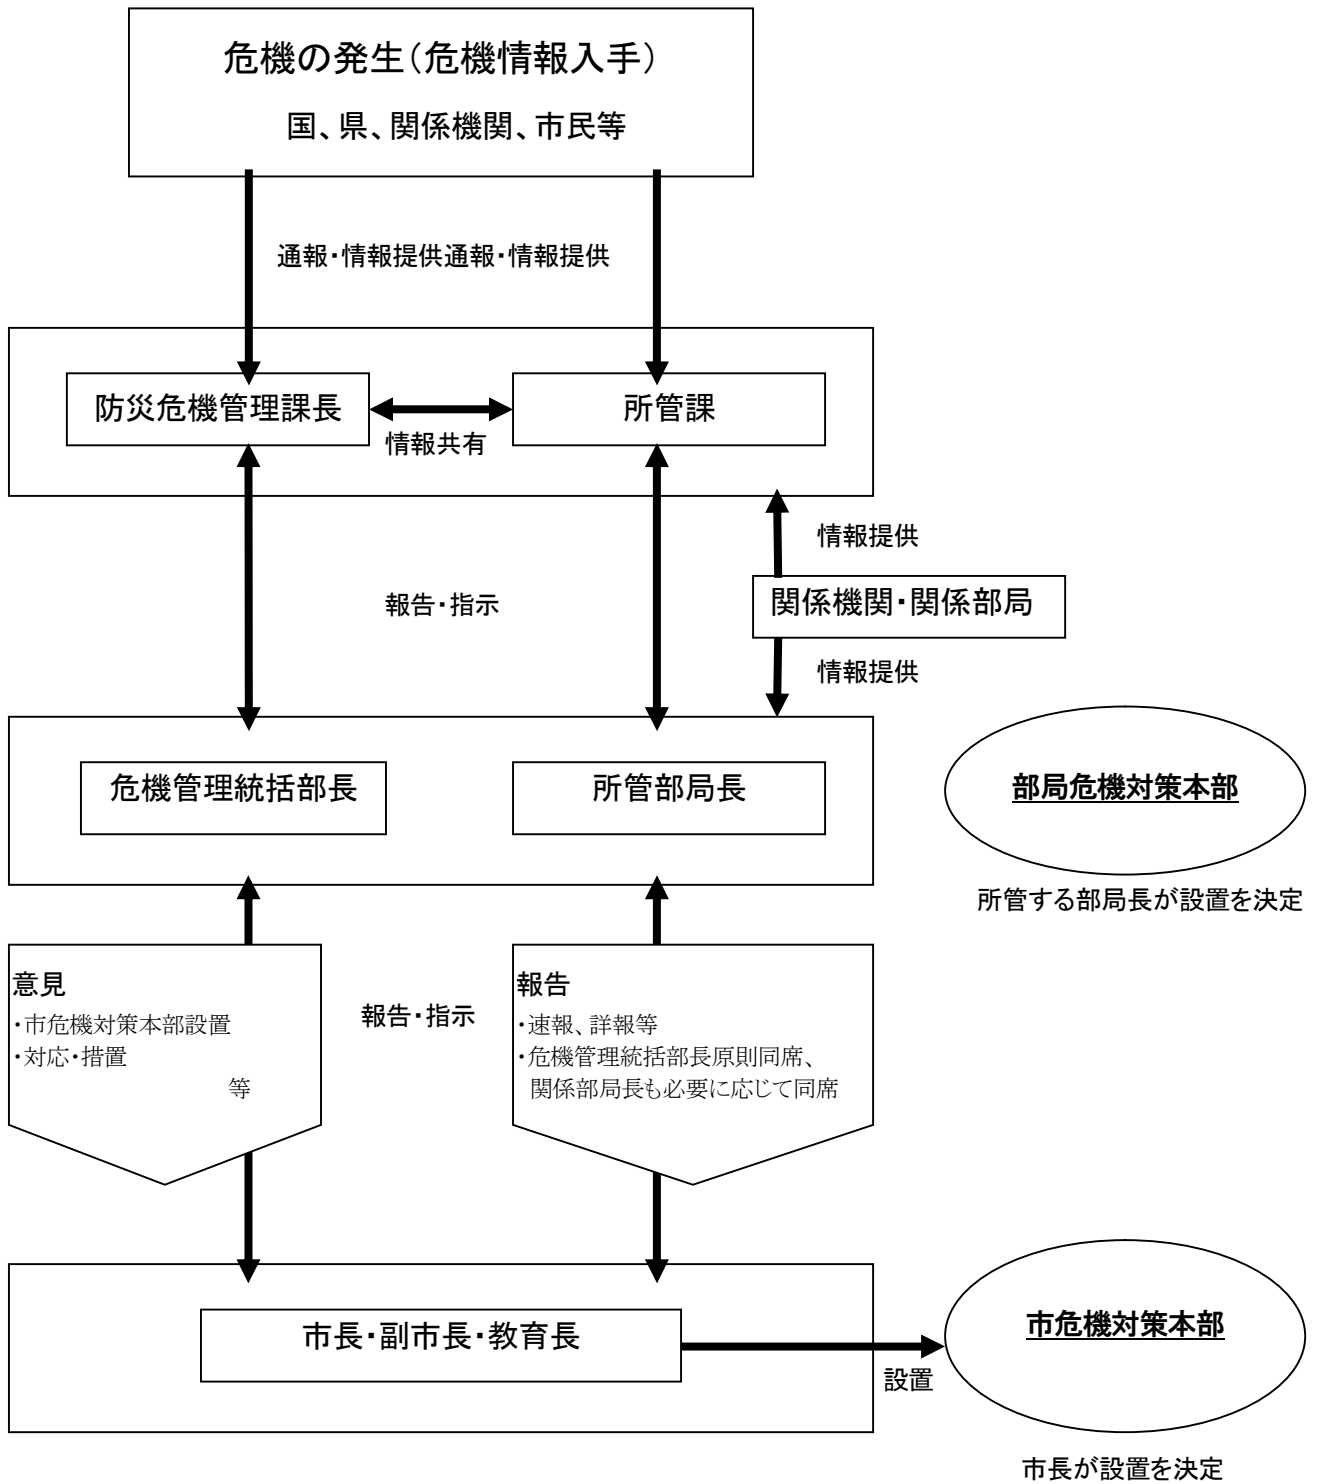 危機の発生(危機情報入手)
国、県、関係機関、市民等
通報・情報提供通報・情報提供
防災危機管理課長
所管課
情報共有
情報提供
報告・指示
関係機関・関係部局
情報提供
危機管理統括部長
所管部局長
部局危機対策本部
所管する部局長が設置を決定
意見
・市危機対策本部設置
・対応・措置
等
報告・指示
報告
・速報、詳報等
・危機管理統括部長原則同席、
関係部局長も必要に応じて同席
市長・副市長・教育長
設置
市危機対策本部
市長が設置を決定